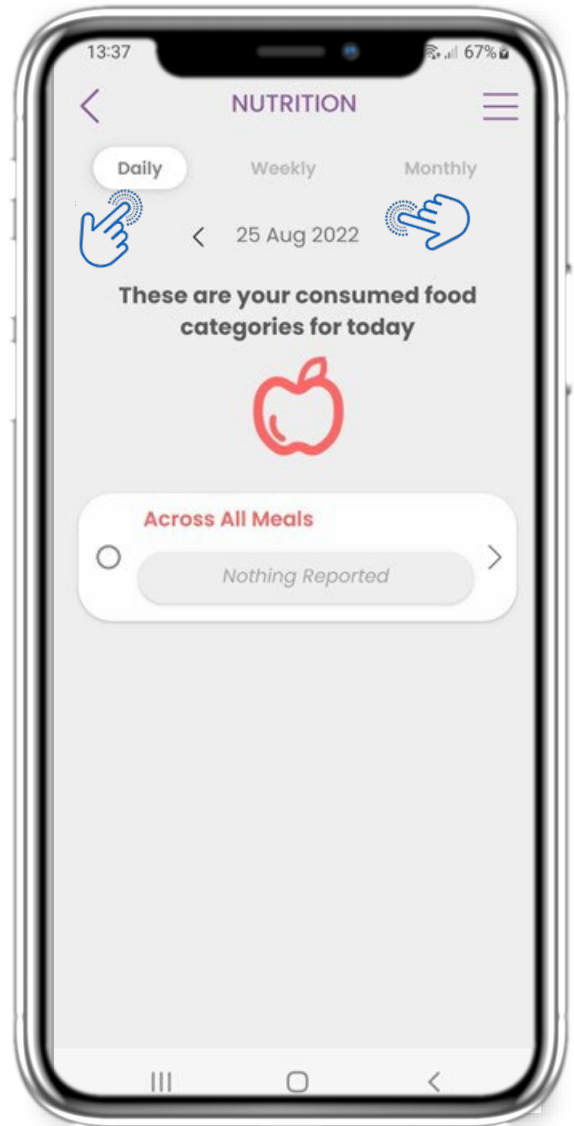 13:37
67%
NUTRITION
Daily Weekly Monthly
25 Aug 2022
These are your consumed food
categories for today
Across All Meals
Nothing Reported